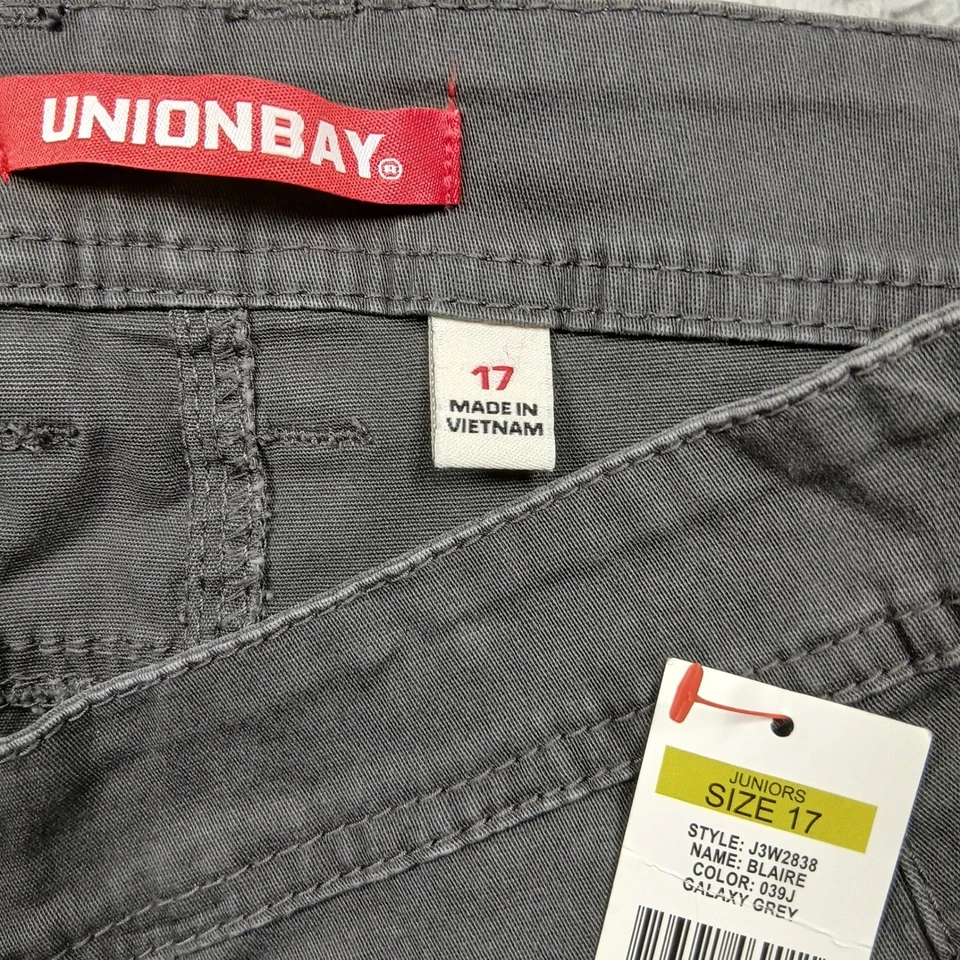 UNIONBAY®
17
MADE IN
VIETNAM
JUNIORS
SIZE 17
STYLE: J3W2838
NAME: BLAIRE
COLOR: 039J
GALAXY GREY